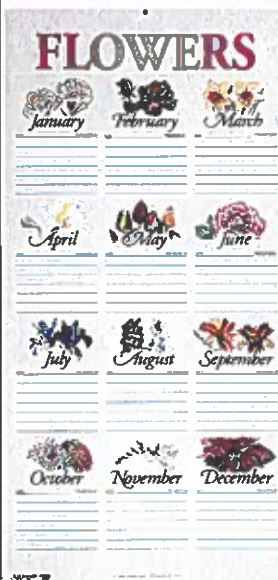 FLOWERS
January February March
April May June
July August September
October November December